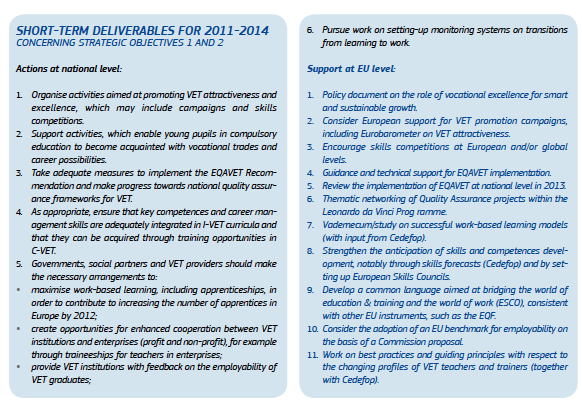 SHORT-TERM DELIVERABLES FOR 2011-2014
CONCERNING STRATEGIC OBJECTIVES 1 AND 2
Actions at national level:
1. Organise activities aimed at promoting VET attractiveness and
excellence, which may include campaigns and skills
competitions.
2. Support activities, which enable young pupils in compulsory
education to become acquainted with vocational trades and
career possibilities.
3. Take adequate measures to implement the EQAVET Recom-
mendation and make progress towards national quality assur-
ance frameworks for VET.
4. As appropriate, ensure that key competences and career man-
agement skills are adequately integrated in I-VET curricula and
that they can be acquired through training opportunities in
C-VET.
5. Governments, social partners and VET providers should make
the necessary arrangements to:
• maximise work-based learning, including apprenticeships, in
order to contribute to increasing the number of apprentices in
Europe by 2012;
• create opportunities for enhanced cooperation between VET
institutions and enterprises (profit and non-profit), for example
through traineeships for teachers in enterprises;
• provide VET institutions with feedback on the employability of
VET graduates;
6. Pursue work on setting-up monitoring systems on transitions
from learning to work.
Support at EU level:
1. Policy document on the role of vocational excellence for smart
and sustainable growth.
2. Consider European support for VET promotion campaigns,
including Eurobarometer on VET attractiveness.
3. Encourage skills competitions at European and/or global
levels.
4. Guidance and technical support for EQAVET implementation.
5. Review the implementation of EQAVET at national level in 2013.
6. Thematic networking of Quality Assurance projects within the
Leonardo da Vinci Prog ramme.
7. Vademecum/study on successful work-based learning models
(with input from Cedefop).
8. Strengthen the anticipation of skills and competences devel-
opment, notably through skills forecasts (Cedefop) and by set-
ting up European Skills Councils.
9. Develop a common language aimed at bridging the world of
education & training and the world of work (ESCO), consistent
with other EU instruments, such as the EQF.
10. Consider the adoption of an EU benchmark for employability on
the basis of a Commission proposal.
11. Work on best practices and guiding principles with respect to
the changing profiles of VET teachers and trainers (together
with Cedefop).